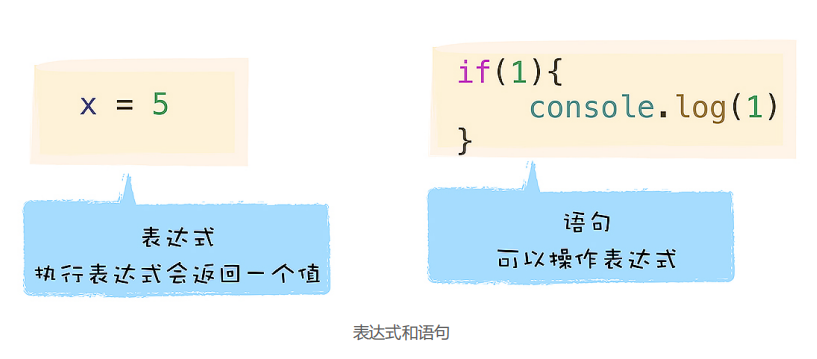 x = 5
表达式
执行表达式会返回一个值
if(1){
console.log(1)
}
语句
可以操作表达式
表达式和语句